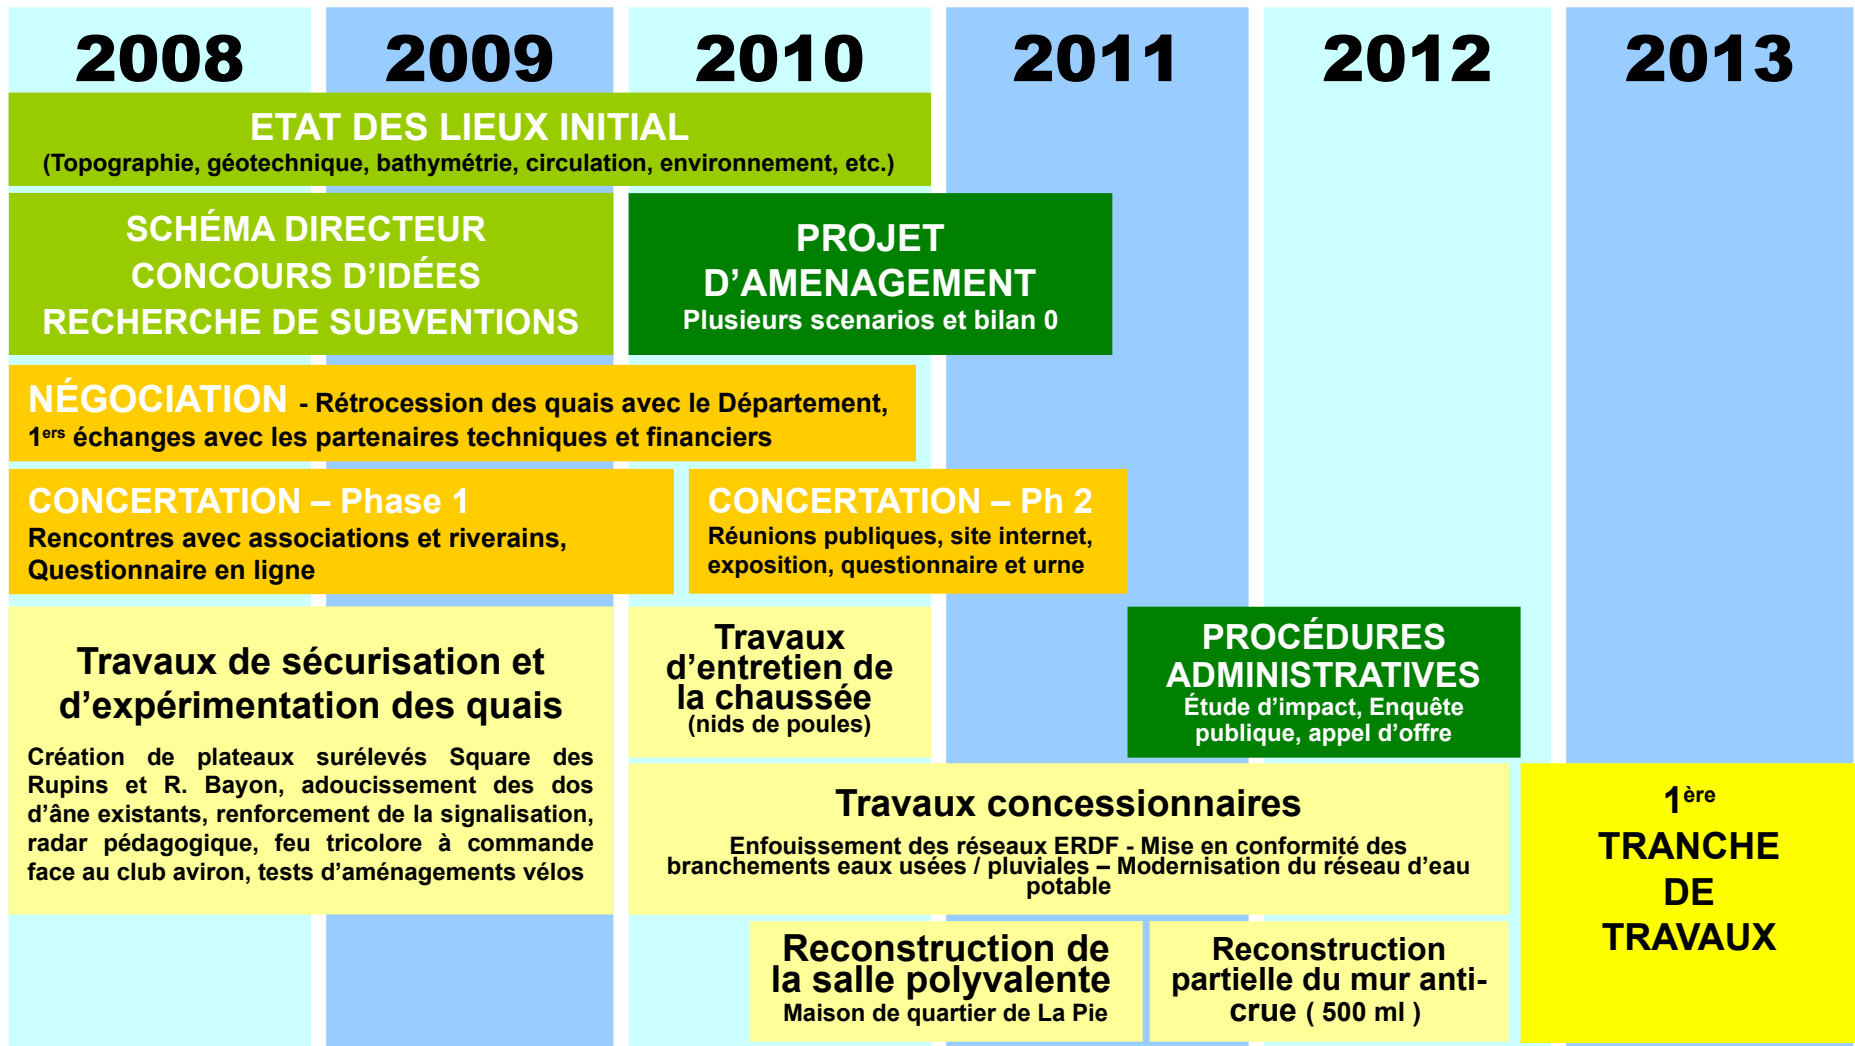 2008 2009 2010 2011 2012 2013
ETAT DES LIEUX INITIAL
(Topographie, géotechnique, bathymétrie, circulation, environnement, etc.)
SCHÉMA DIRECTEUR
CONCOURS D’IDÉES
RECHERCHE DE SUBVENTIONS
PROJET
D’AMENAGEMENT
Plusieurs scenarios et bilan 0
NÉGOCIATION - Rétrocession des quais avec le Département,
1ers échanges avec les partenaires techniques et financiers
CONCERTATION – Phase 1
Rencontres avec associations et riverains,
Questionnaire en ligne
CONCERTATION – Ph 2
Réunions publiques, site internet,
exposition, questionnaire et urne
Travaux de sécurisation et
d’expérimentation des quais
Création de plateaux surélevés Square des
Rupins et R. Bayon, adoucissement des dos
d’âne existants, renforcement de la signalisation,
radar pédagogique, feu tricolore à commande
face au club aviron, tests d’aménagements vélos
Travaux
d’entretien de
la chaussée
(nids de poules)
PROCÉDURES
ADMINISTRATIVES
Étude d’impact, Enquête
publique, appel d’offre
Travaux concessionnaires
Enfouissement des réseaux ERDF - Mise en conformité des
branchements eaux usées / pluviales – Modernisation du réseau d’eau
potable
1ère
TRANCHE
DE
TRAVAUX
Reconstruction de
la salle polyvalente
Maison de quartier de La Pie
Reconstruction
partielle du mur anti-
crue ( 500 ml )